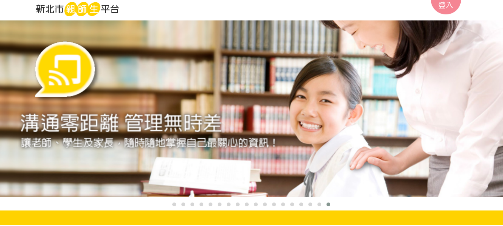 新北市親師生平台
登入
溝通零距離 管理無時差
讓老師、學生及家長，隨時隨地掌握自己最關心的資訊！